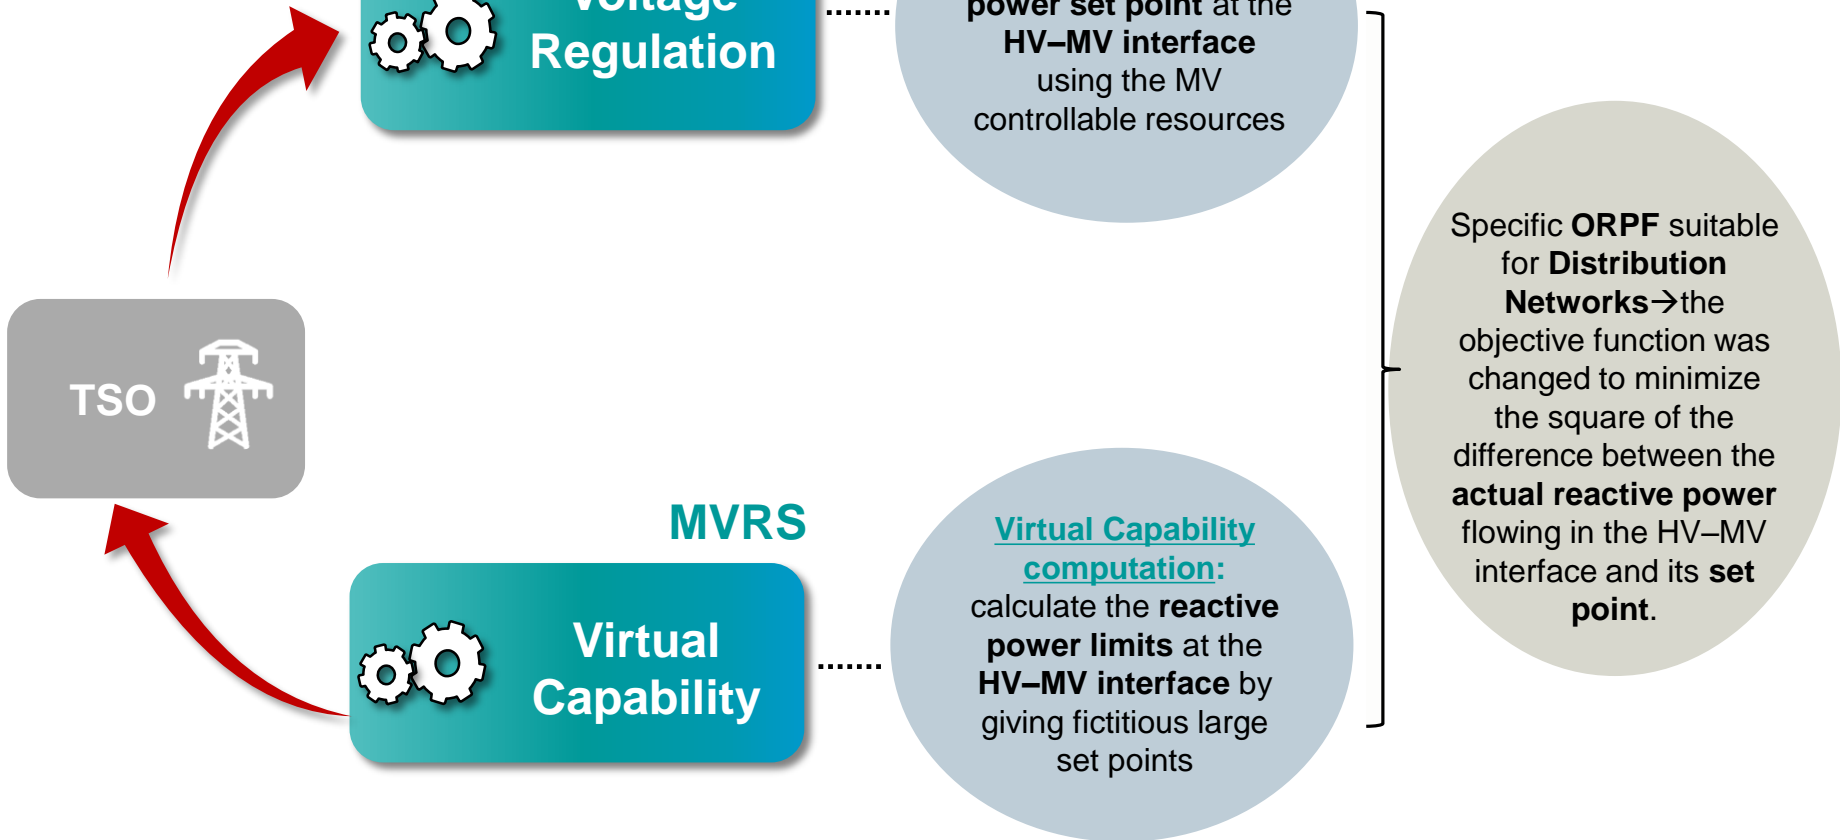 Voltage
Regulation
power set point at the
HV–MV interface
using the MV
controllable resources
Specific ORPF suitable
for Distribution
Networks→the
objective function was
changed to minimize
the square of the
difference between the
actual reactive power
flowing in the HV–MV
interface and its set
point.
TSO
MVRS
Virtual
Capability
Virtual Capability
computation:
calculate the reactive
power limits at the
HV–MV interface by
giving fictitious large
set points